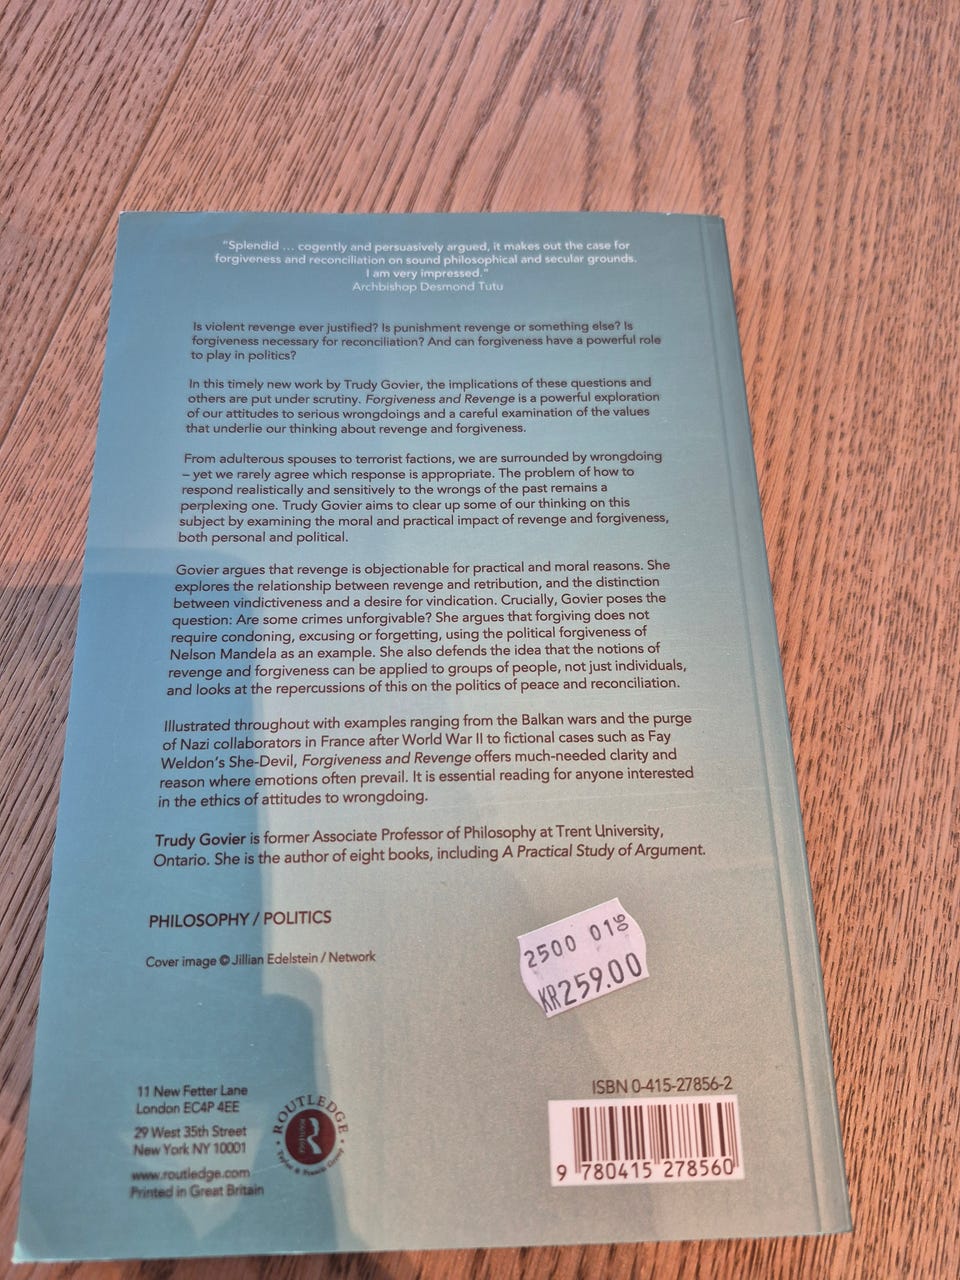 "Splendid ... cogently and persuasively argued, it makes out the case for
forgiveness and reconciliation on sound philosophical and secular grounds.
I am very impressed."
Archbishop Desmond Tutu
Is violent revenge ever justified? Is punishment revenge or something else? Is
forgiveness necessary for reconciliation? And can forgiveness have a powerful role
to play in politics?
In this timely new work by Trudy Govier, the implications of these questions and
others are put under scrutiny. Forgiveness and Revenge is a powerful exploration
of our attitudes to serious wrongdoings and a careful examination of the values
that underlie our thinking about revenge and forgiveness.
From adulterous spouses to terrorist factions, we are surrounded by wrongdoing
– yet we rarely agree which response is appropriate. The problem of how to
respond realistically and sensitively to the wrongs of the past remains a
perplexing one. Trudy Govier aims to clear up some of our thinking on this
subject by examining the moral and practical impact of revenge and forgiveness,
both personal and political.
Govier argues that revenge is objectionable for practical and moral reasons. She
explores the relationship between revenge and retribution, and the distinction
between vindictiveness and a desire for vindication. Crucially, Govier poses the
question: Are some crimes unforgivable? She argues that forgiving does not
require condoning, excusing or forgetting, using the political forgiveness of
Nelson Mandela as an example. She also defends the idea that the notions of
revenge and forgiveness can be applied to groups of people, not just individuals,
and looks at the repercussions of this on the politics of peace and reconciliation.
Illustrated throughout with examples ranging from the Balkan wars and the purge
of Nazi collaborators in France after World War II to fictional cases such as Fay
Weldon's She-Devil, Forgiveness and Revenge offers much-needed clarity and
reason where emotions often prevail. It is essential reading for anyone interested
in the ethics of attitudes to wrongdoing.
Trudy Govier is former Associate Professor of Philosophy at Trent University,
Ontario. She is the author of eight books, including A Practical Study of Argument.
PHILOSOPHY / POLITICS
Cover image © Jillian Edelstein / Network
2500 01
KR259.00
11 New Fetter Lane
London EC4P 4EE
29 West 35th Street
New York NY 10001
www.routledge.com
Printed in Great Britain
ROUTLEDGE
ROUTLEDGE
Taylor & Francis Group
ISBN 0-415-27856-2
9 780415 278560